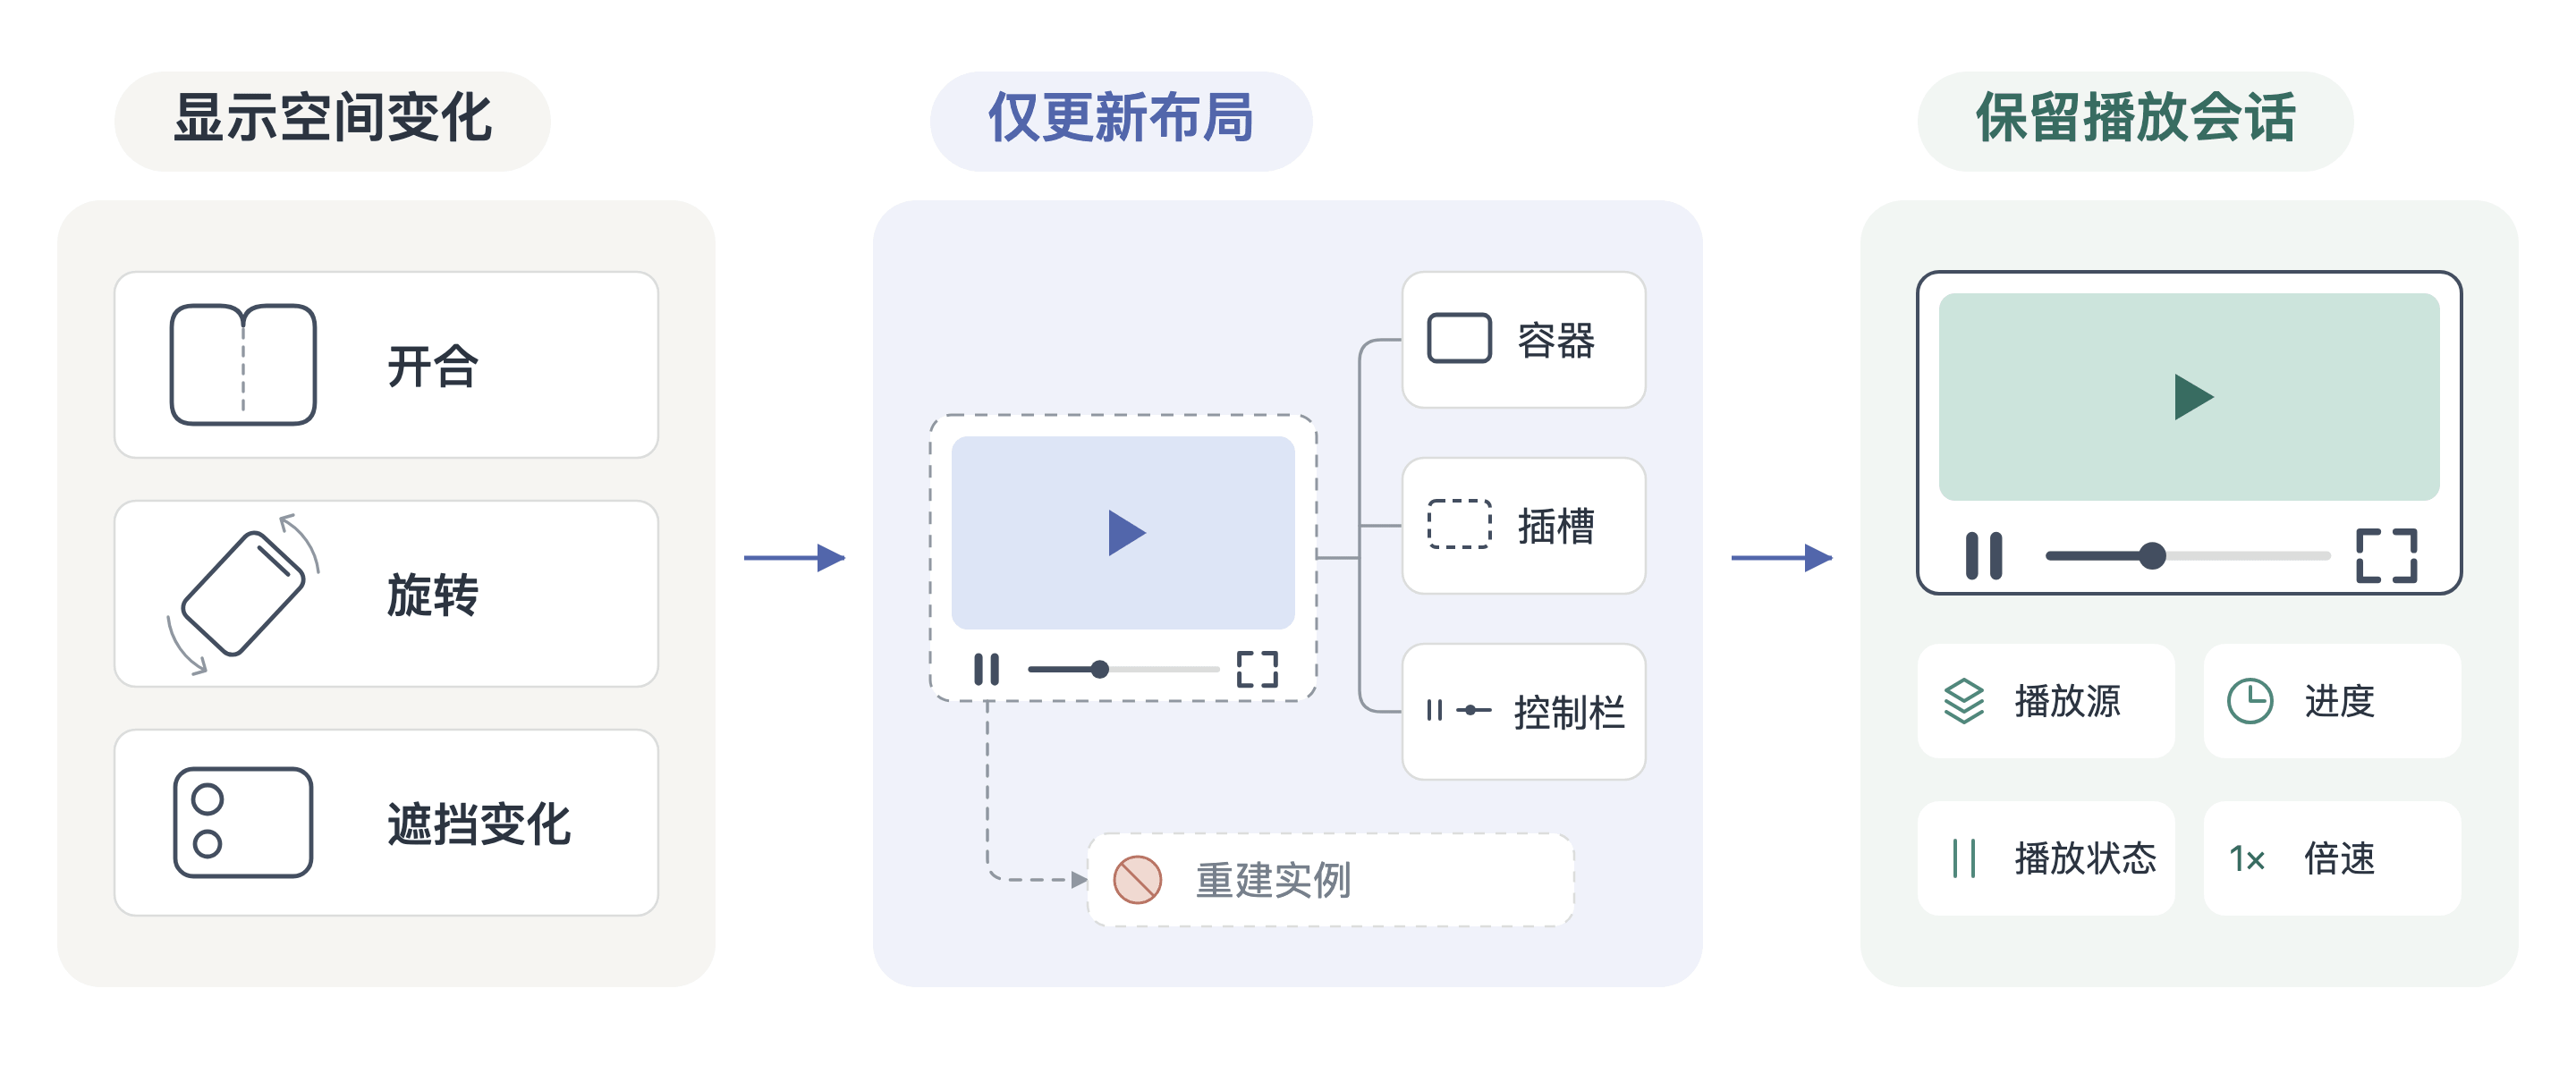 显示空间变化
开合
旋转
遮挡变化
仅更新布局
容器
插槽
控制栏
重建实例
保留播放会话
播放源
进度
播放状态
1×
倍速